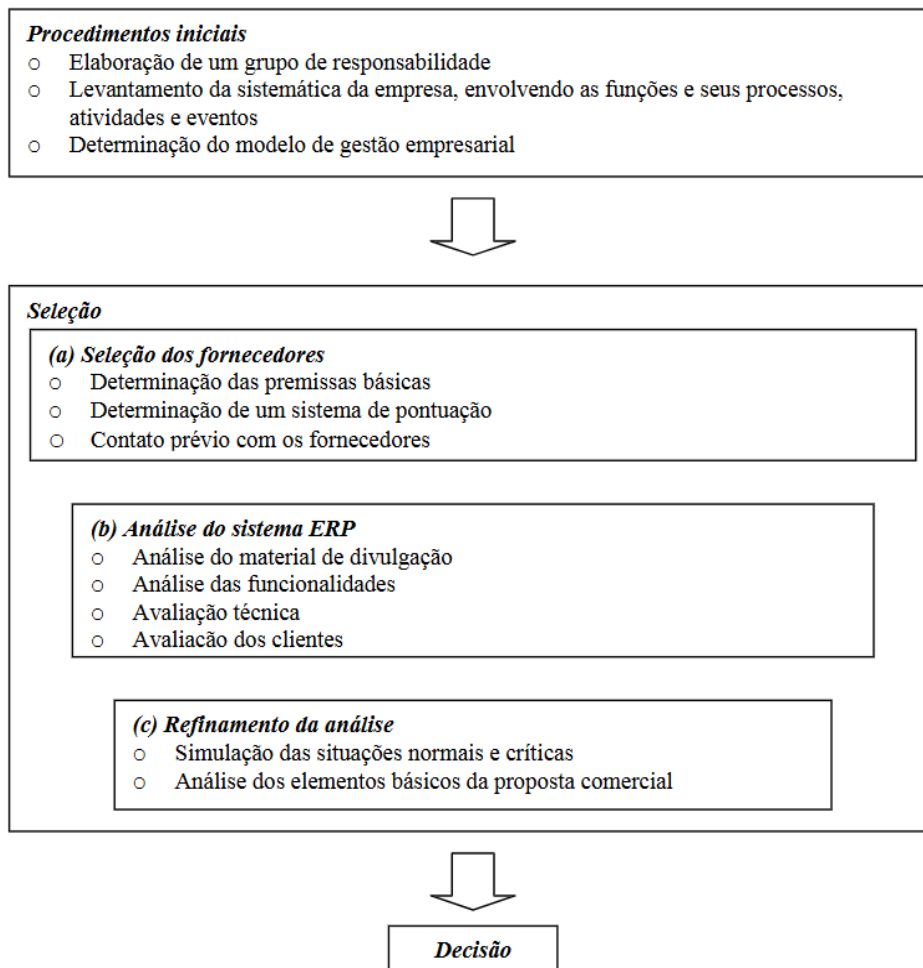 Procedimentos iniciais
o Elaboração de um grupo de responsabilidade
o Levantamento da sistemática da empresa, envolvendo as funções e seus processos,
atividades e eventos
o Determinação do modelo de gestão empresarial
Seleção
(a) Seleção dos fornecedores
o Determinação das premissas básicas
o Determinação de um sistema de pontuação
o Contato prévio com os fornecedores
(b) Análise do sistema ERP
o Análise do material de divulgação
o Análise das funcionalidades
o Avaliação técnica
o Avaliacão dos clientes
(c) Refinamento da análise
o Simulação das situações normais e críticas
o Análise dos elementos básicos da proposta comercial
Decisão